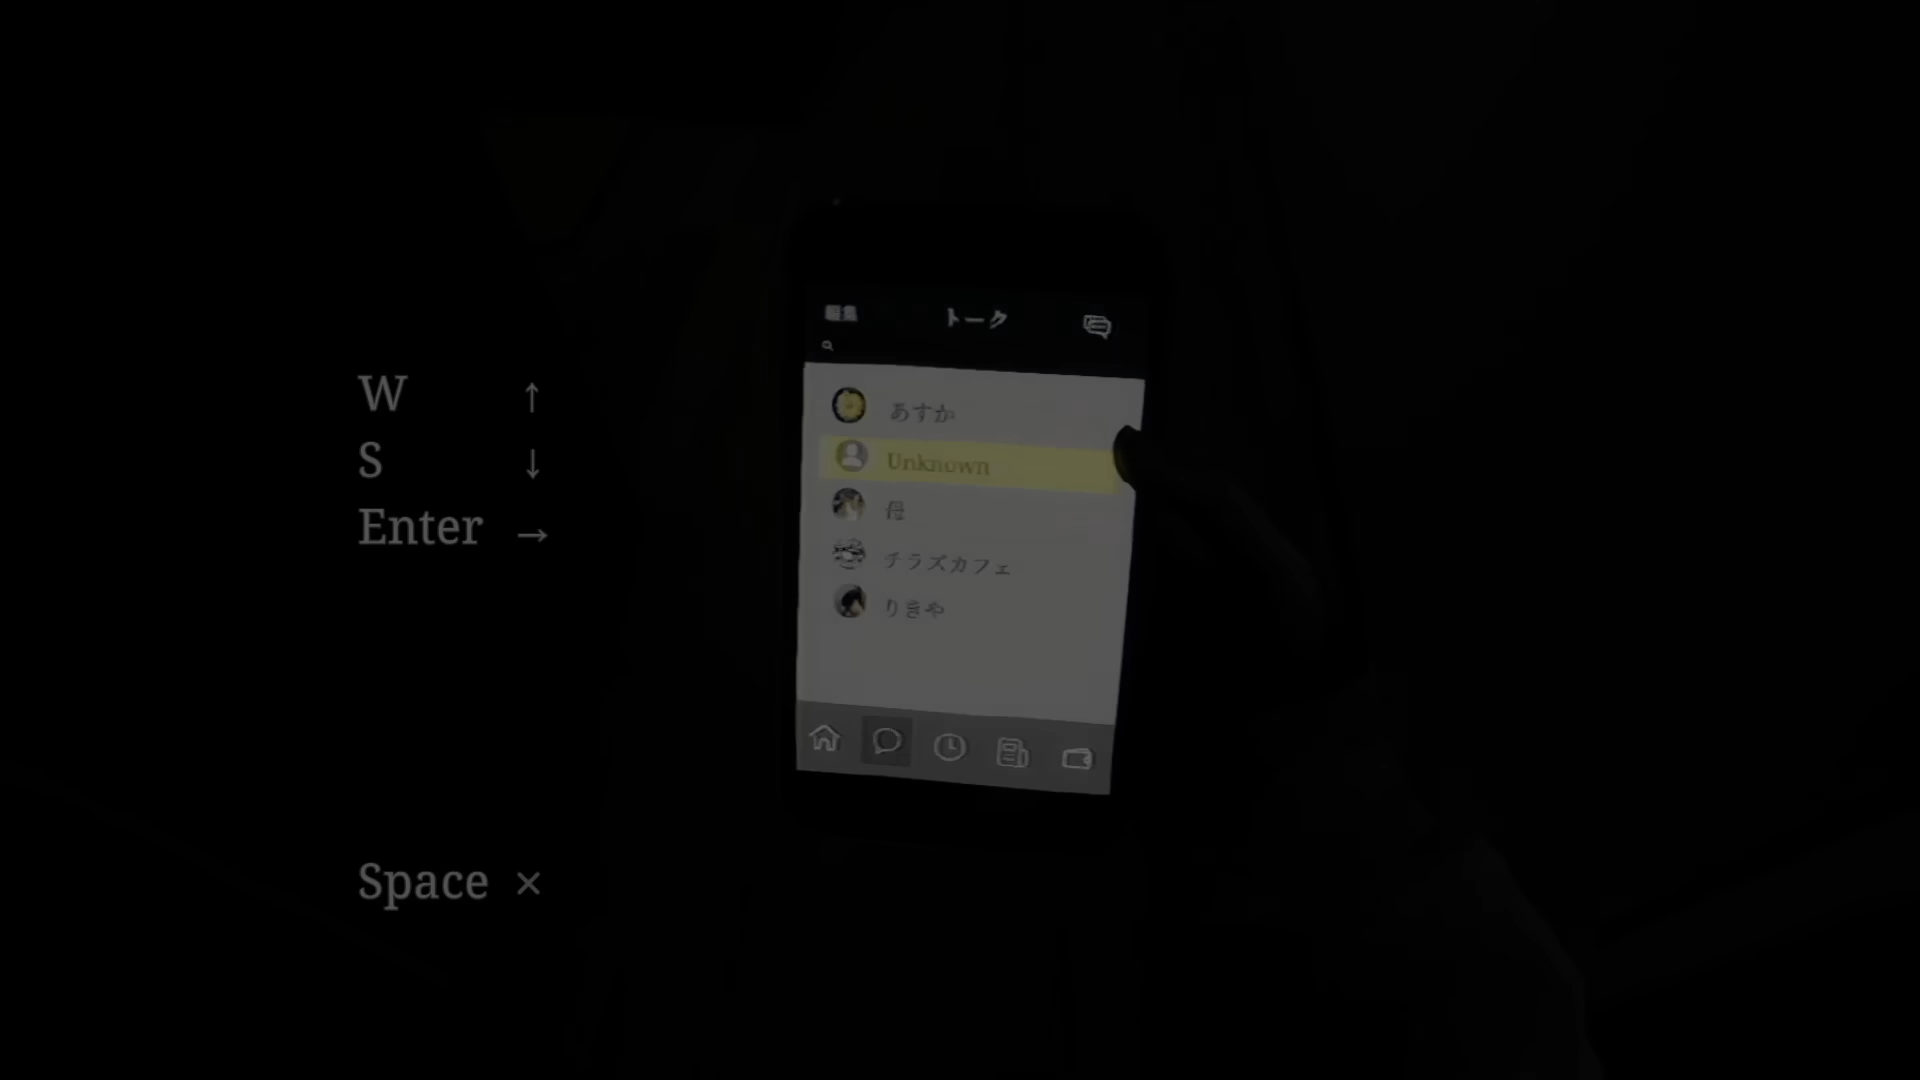 W ↑
S ↓
Enter →
Space ×
編集 トーク
あすか
Unknown
母
チラズカフェ
りきや